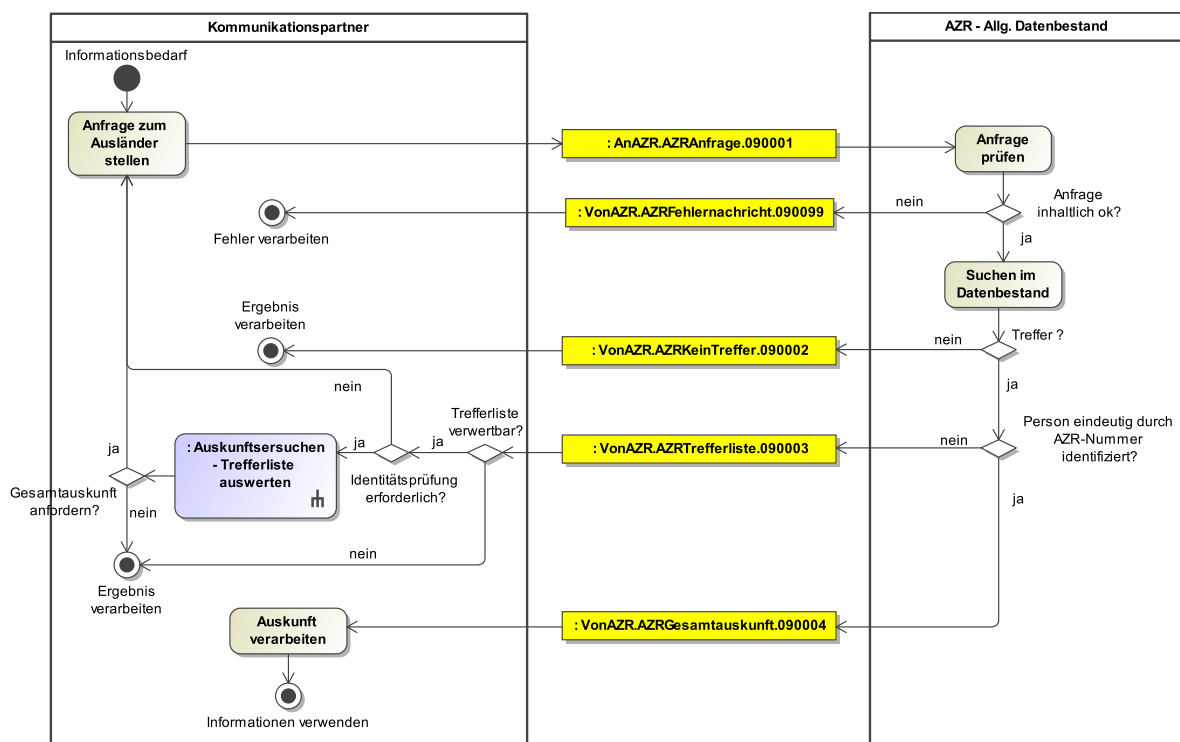 Kommunikationspartner
AZR - Allg. Datenbestand
Informationsbedarf
Anfrage zum
Ausländer
stellen
: AnAZR.AZRAnfrage.090001
Anfrage
prüfen
Anfrage
inhaltlich ok?
nein
ja
: VonAZR.AZRFehlernachricht.090099
Fehler verarbeiten
Suchen im
Datenbestand
Ergebnis
verarbeiten
: VonAZR.AZRKeinTreffer.090002
nein
Treffer ?
ja
nein
Trefferliste
verwertbar?
Person eindeutig durch
AZR-Nummer
identifiziert?
ja
: Auskunftsersuchen
- Trefferliste
auswerten
ja
ja
: VonAZR.AZRTrefferliste.090003
nein
Identitätsprüfung
erforderlich?
Gesamtauskunft
anfordern?
nein
ja
nein
Ergebnis
verarbeiten
Auskunft
verarbeiten
: VonAZR.AZRGesamtauskunft.090004
Informationen verwenden